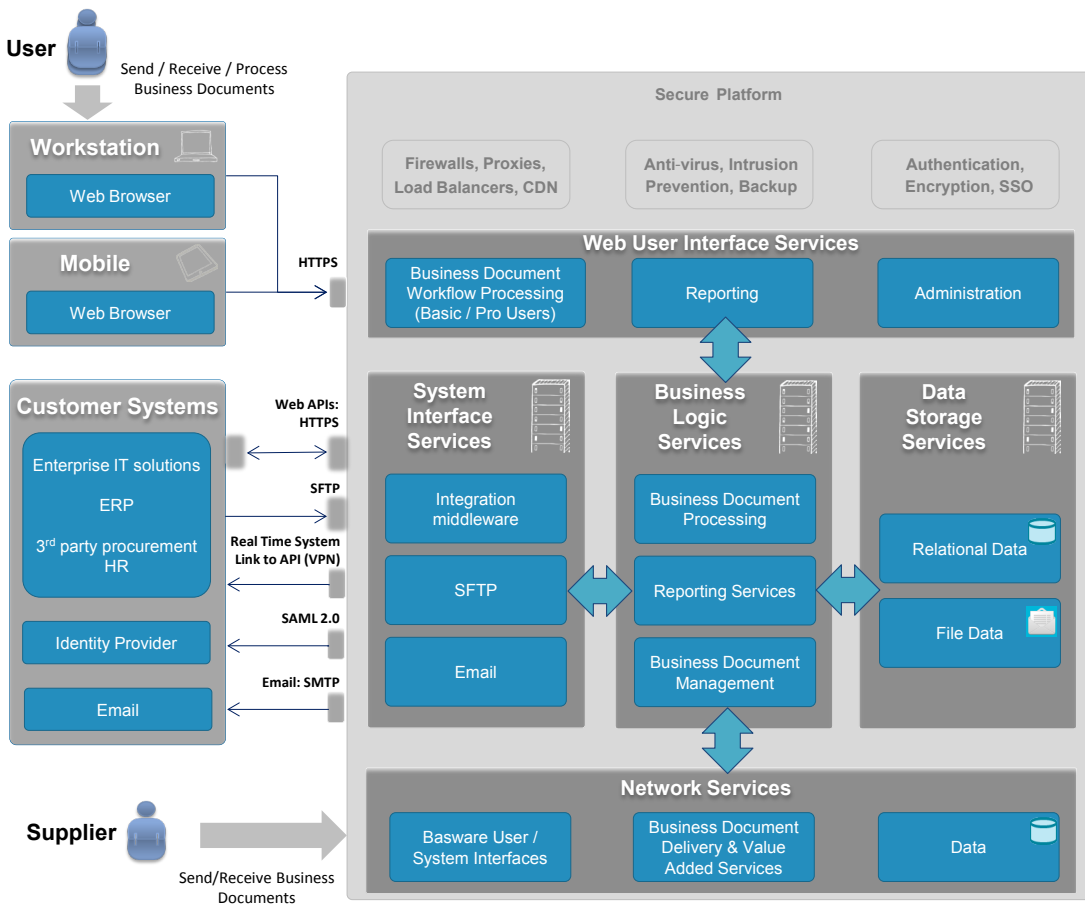 User
Send / Receive / Process
Business Documents
Workstation
Web Browser
Mobile
Web Browser
HTTPS
Customer Systems
Enterprise IT solutions
ERP
3rd party procurement
HR
Identity Provider
Email
Web APIs:
HTTPS
SFTP
Real Time System
Link to API (VPN)
SAML 2.0
Email: SMTP
Supplier
Send/Receive Business
Documents
Secure Platform
Firewalls, Proxies,
Load Balancers, CDN
Anti-virus, Intrusion
Prevention, Backup
Authentication,
Encryption, SSO
Web User Interface Services
Business Document
Workflow Processing
(Basic / Pro Users)
Reporting
Administration
System
Interface
Services
Integration
middleware
SFTP
Email
Business
Logic
Services
Business Document
Processing
Reporting Services
Business Document
Management
Data
Storage
Services
Relational Data
File Data
Network Services
Basware User /
System Interfaces
Business Document
Delivery & Value
Added Services
Data